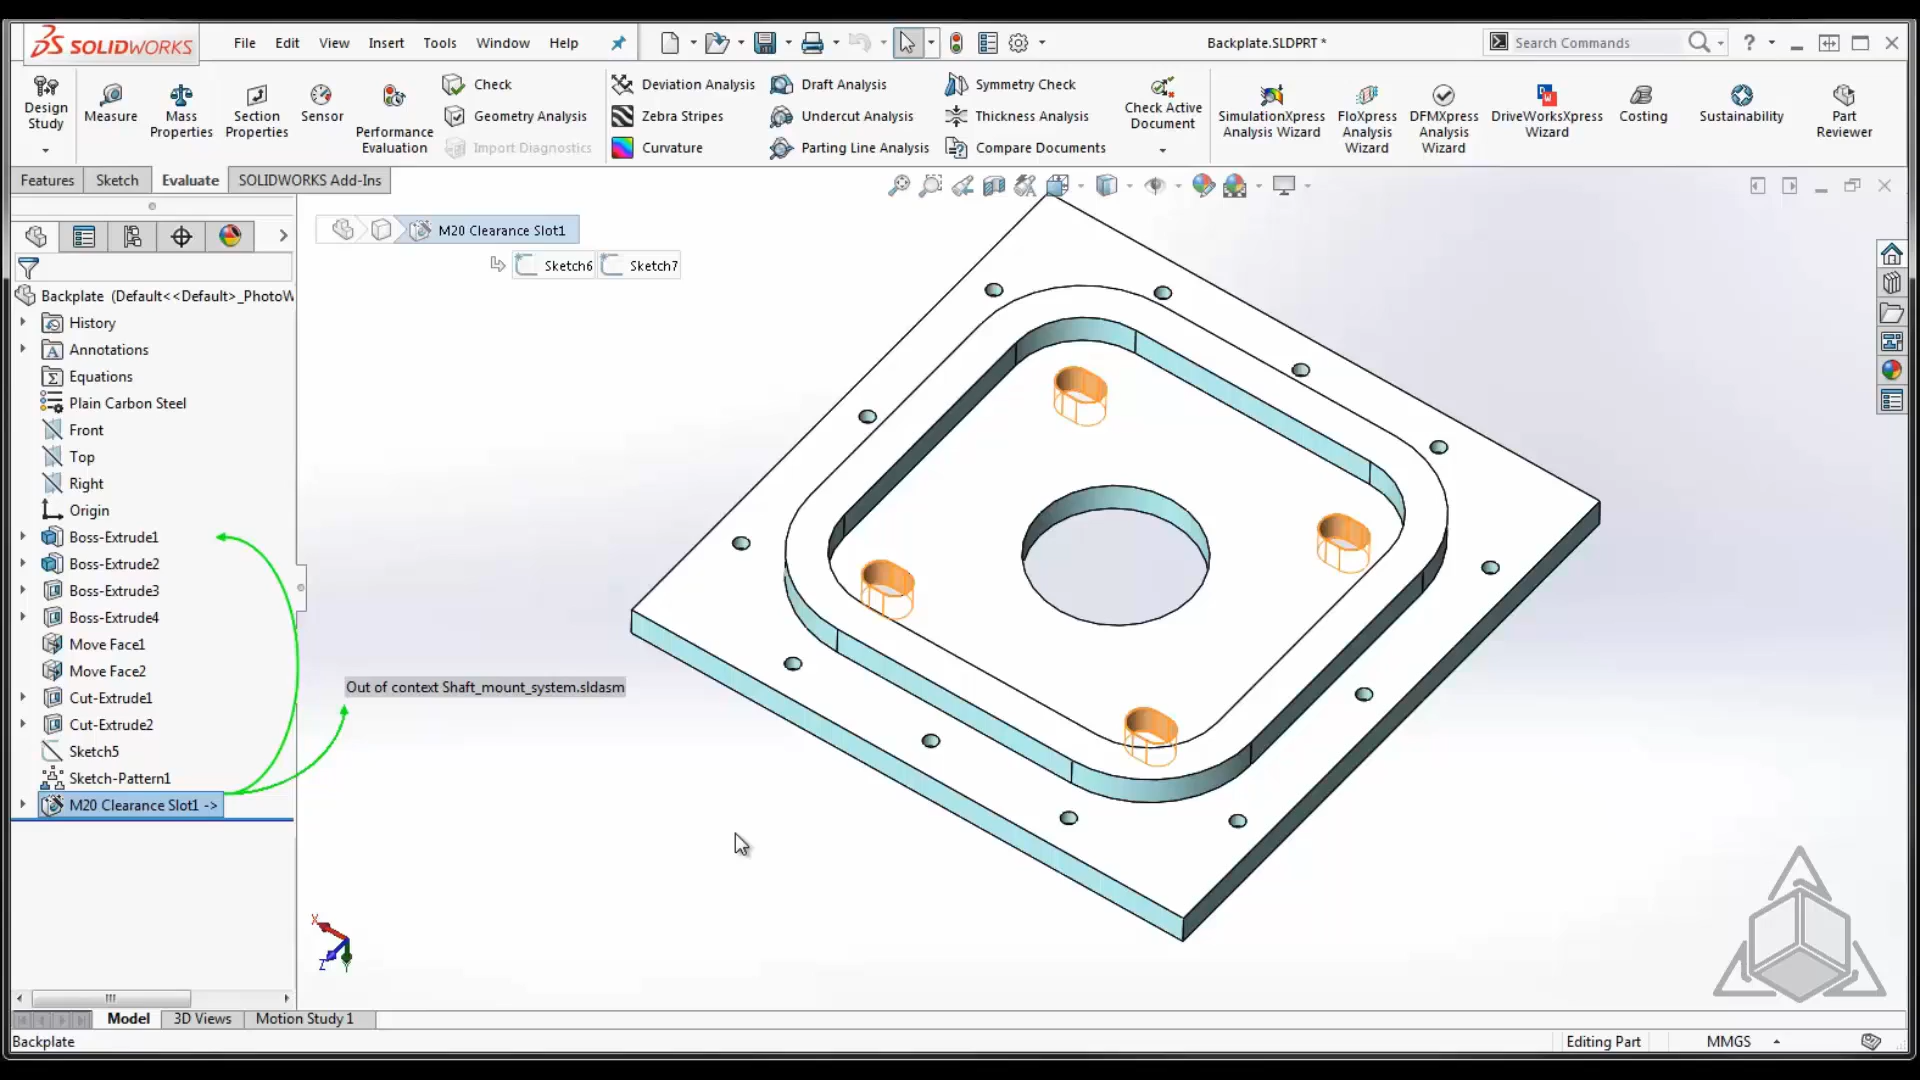 SOLIDWORKS
File Edit View Insert Tools Window Help
Backplate.SLDPRT *
Search Commands
?
Design Study
Measure
Mass Properties
Section Properties
Sensor
Performance Evaluation
Check
Geometry Analysis
Import Diagnostics
Deviation Analysis
Zebra Stripes
Curvature
Draft Analysis
Undercut Analysis
Parting Line Analysis
Symmetry Check
Thickness Analysis
Compare Documents
Check Active Document
SimulationXpress Analysis Wizard
FloXpress Analysis Wizard
DFMXpress Analysis Wizard
DriveWorksXpress Wizard
Costing
Sustainability
Part Reviewer
Features Sketch Evaluate SOLIDWORKS Add-Ins
M20 Clearance Slot1
Sketch6 Sketch7
Backplate (Default<<Default>_PhotoW
History
Annotations
Equations
Plain Carbon Steel
Front
Top
Right
Origin
Boss-Extrude1
Boss-Extrude2
Boss-Extrude3
Boss-Extrude4
Move Face1
Move Face2
Cut-Extrude1
Cut-Extrude2
Sketch5
Sketch-Pattern1
M20 Clearance Slot1 ->
Out of context Shaft_mount_system.sldasm
X
Z
Y
Model 3D Views Motion Study 1
Backplate
Editing Part
MMGS